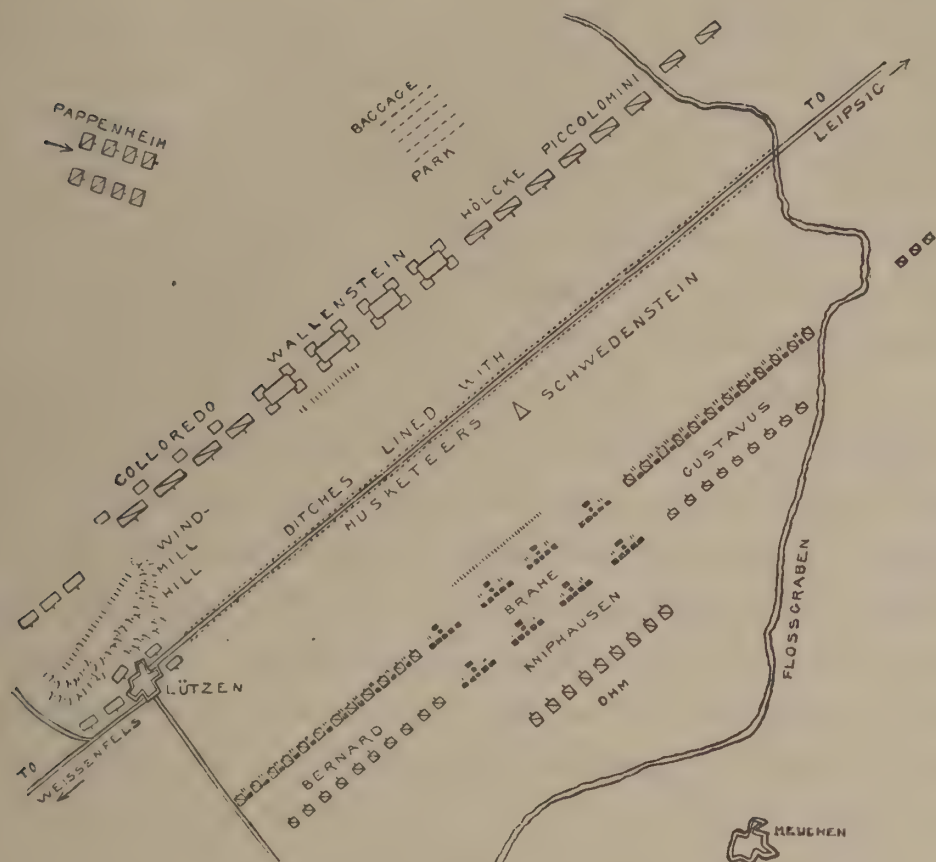 PAPPENHEIM
BAGGAGE
PARK
PICCOLOMINI
HÖLCKE
TO
LEIPSIG
WALLENSTEIN
COLLOREDO
DITCHES LINED WITH
MUSKETEERS
SCHWEDENSTEIN
WIND-
MILL
HILL
GUSTAVUS
BRAHE
KNIPHAUSEN
OHM
FLOSSGRABEN
LÜTZEN
BERNARD
TO
WEISSENFELS
MEUCHEN